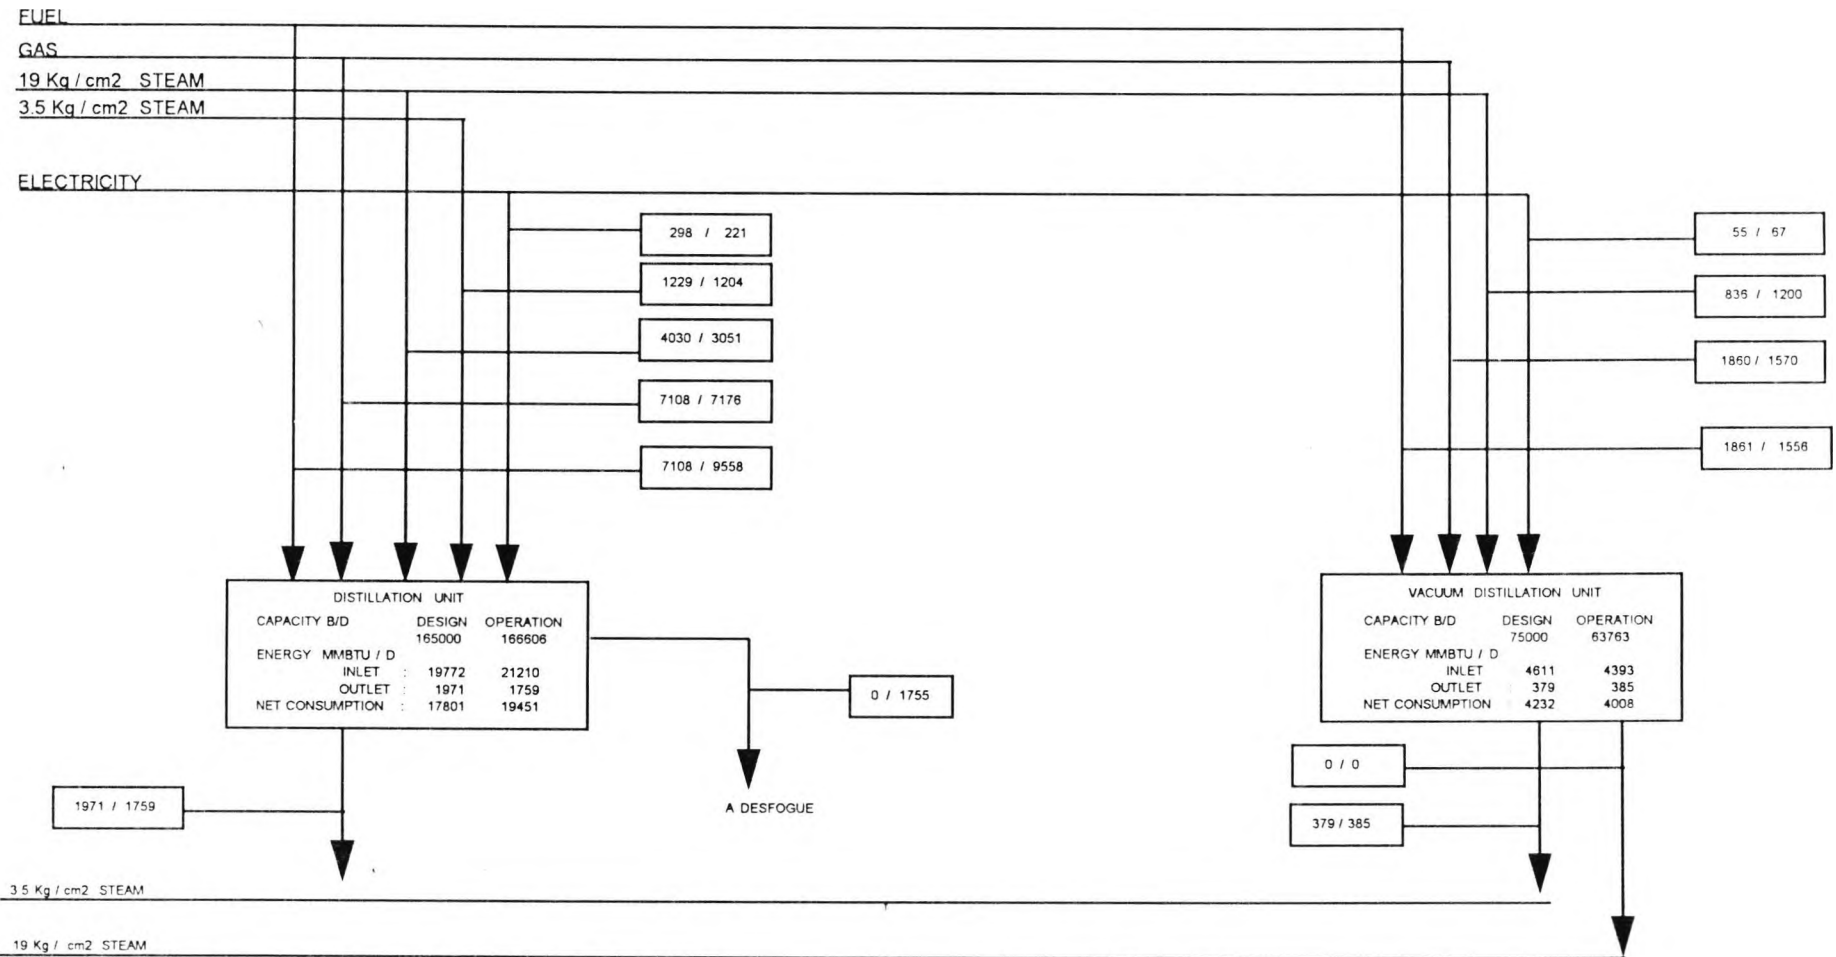 FUEL
GAS
19 Kg / cm2 STEAM
3.5 Kg / cm2 STEAM
ELECTRICITY
298 / 221
1229 / 1204
4030 / 3051
7108 / 7176
7108 / 9558
55 / 67
836 / 1200
1860 / 1570
1861 / 1556
DISTILLATION UNIT
CAPACITY B/D DESIGN OPERATION
165000 166606
ENERGY MMBTU / D
INLET : 19772 21210
OUTLET : 1971 1759
NET CONSUMPTION : 17801 19451
0 / 1755
A DESFOGUE
1971 / 1759
VACUUM DISTILLATION UNIT
CAPACITY B/D DESIGN OPERATION
75000 63763
ENERGY MMBTU / D
INLET 4611 4393
OUTLET 379 385
NET CONSUMPTION 4232 4008
0 / 0
379 / 385
3 5 Kg / cm2 STEAM
19 Kg / cm2 STEAM